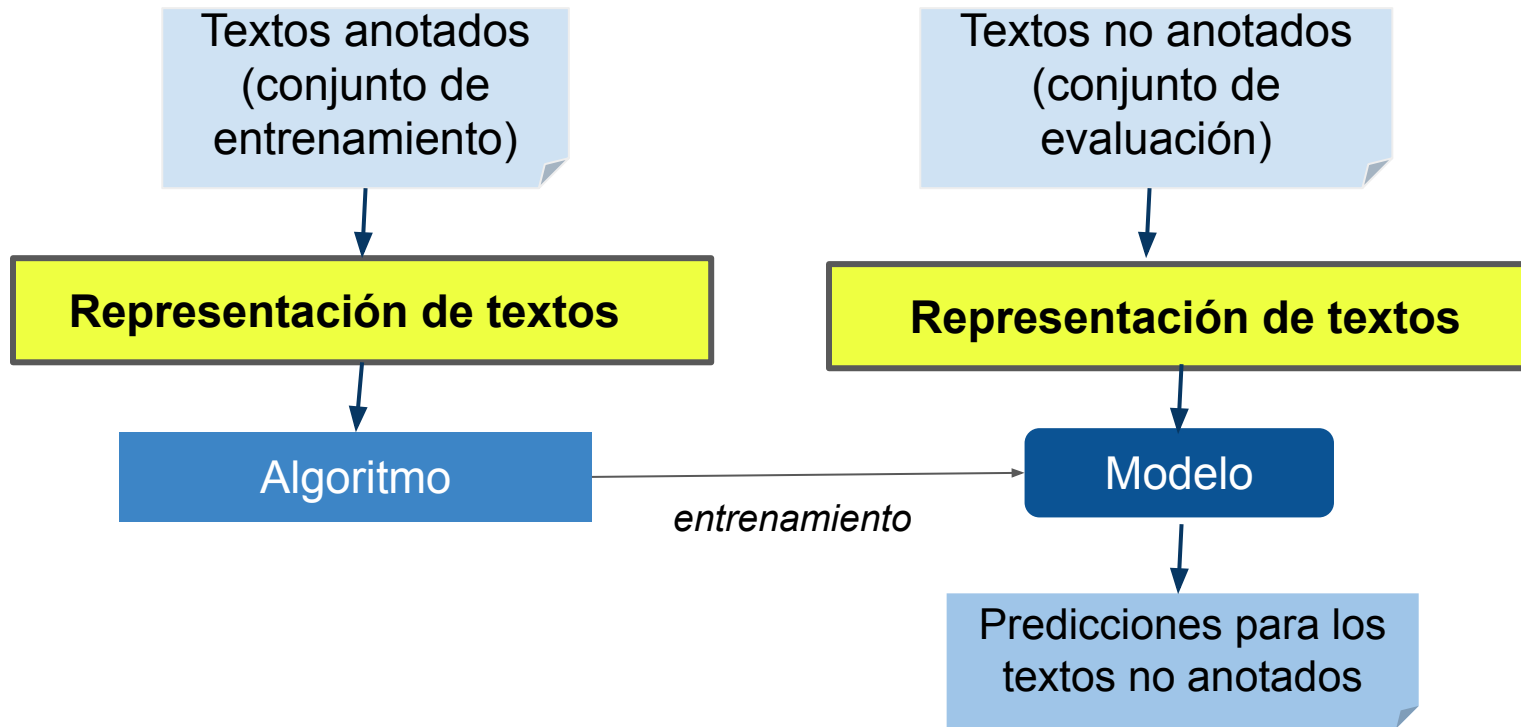 Textos anotados
(conjunto de
entrenamiento)
Textos no anotados
(conjunto de
evaluación)
Representación de textos
Representación de textos
Algoritmo
entrenamiento
Modelo
Predicciones para los
textos no anotados